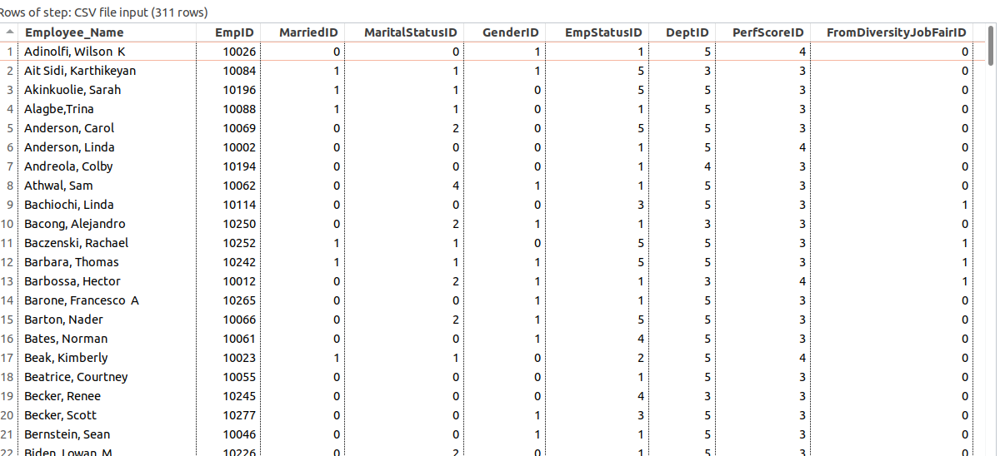 Rows of step: CSV file input (311 rows)
Employee_Name EmpID MarriedID MaritalStatusID GenderID EmpStatusID DeptID PerfScoreID FromDiversityJobFairID
1 Adinolfi, Wilson K 10026 0 0 1 1 5 4 0
2 Ait Sidi, Karthikeyan 10084 1 1 1 5 3 3 0
3 Akinkuolie, Sarah 10196 1 1 0 5 5 3 0
4 Alagbe,Trina 10088 1 1 0 1 5 3 0
5 Anderson, Carol 10069 0 2 0 5 5 3 0
6 Anderson, Linda 10002 0 0 0 1 5 4 0
7 Andreola, Colby 10194 0 0 0 1 4 3 0
8 Athwal, Sam 10062 0 4 1 1 5 3 0
9 Bachiochi, Linda 10114 0 0 0 3 5 3 1
10 Bacong, Alejandro 10250 0 2 1 1 3 3 0
11 Baczenski, Rachael 10252 1 1 0 5 5 3 1
12 Barbara, Thomas 10242 1 1 1 5 5 3 1
13 Barbossa, Hector 10012 0 2 1 1 3 4 1
14 Barone, Francesco A 10265 0 0 1 1 5 3 0
15 Barton, Nader 10066 0 2 1 5 5 3 0
16 Bates, Norman 10061 0 0 1 4 5 3 0
17 Beak, Kimberly 10023 1 1 0 2 5 4 0
18 Beatrice, Courtney 10055 0 0 0 1 5 3 0
19 Becker, Renee 10245 0 0 0 4 3 3 0
20 Becker, Scott 10277 0 0 1 3 5 3 0
21 Bernstein, Sean 10046 0 0 1 1 5 3 0
22 Biden, Lowan M 10226 0 2 0 1 5 3 0